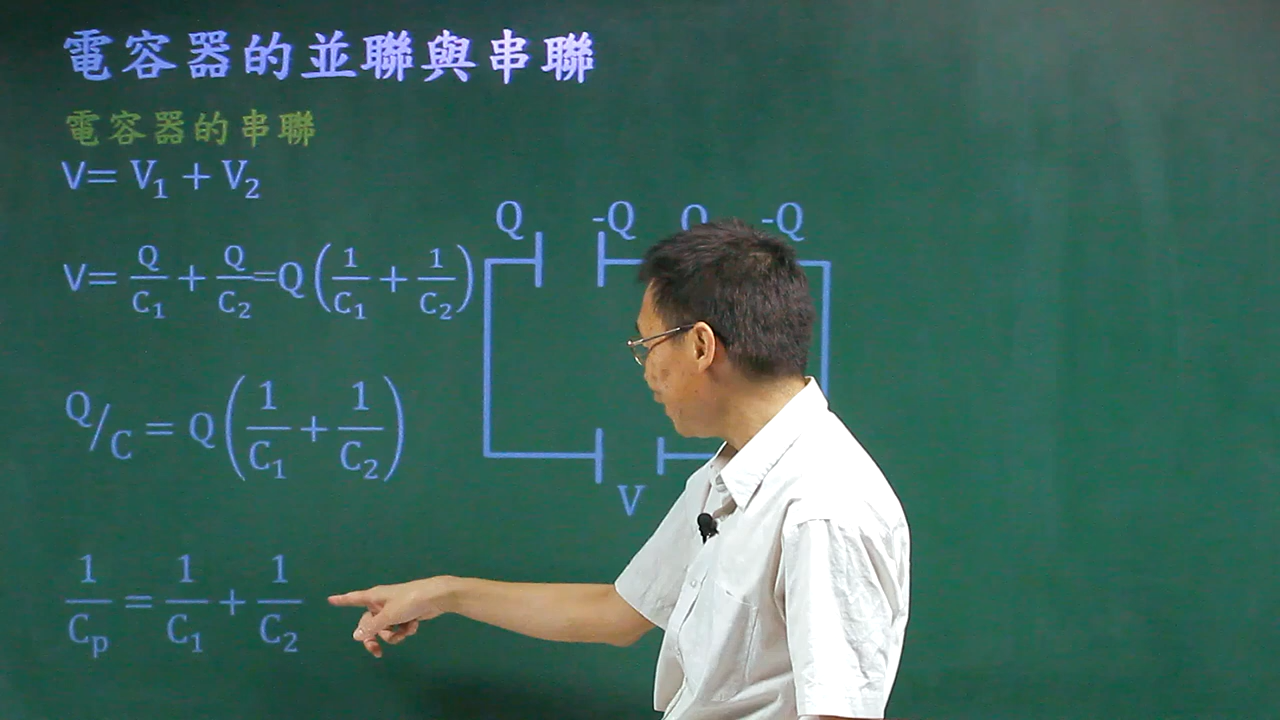 電容器的並聯與串聯
電容器的串聯
V= V₁ + V₂
V= Q/C₁ + Q/C₂ =Q(1/C₁ + 1/C₂)
Q/C = Q(1/C₁ + 1/C₂)
1/Cₚ = 1/C₁ + 1/C₂
Q -Q Q -Q
V